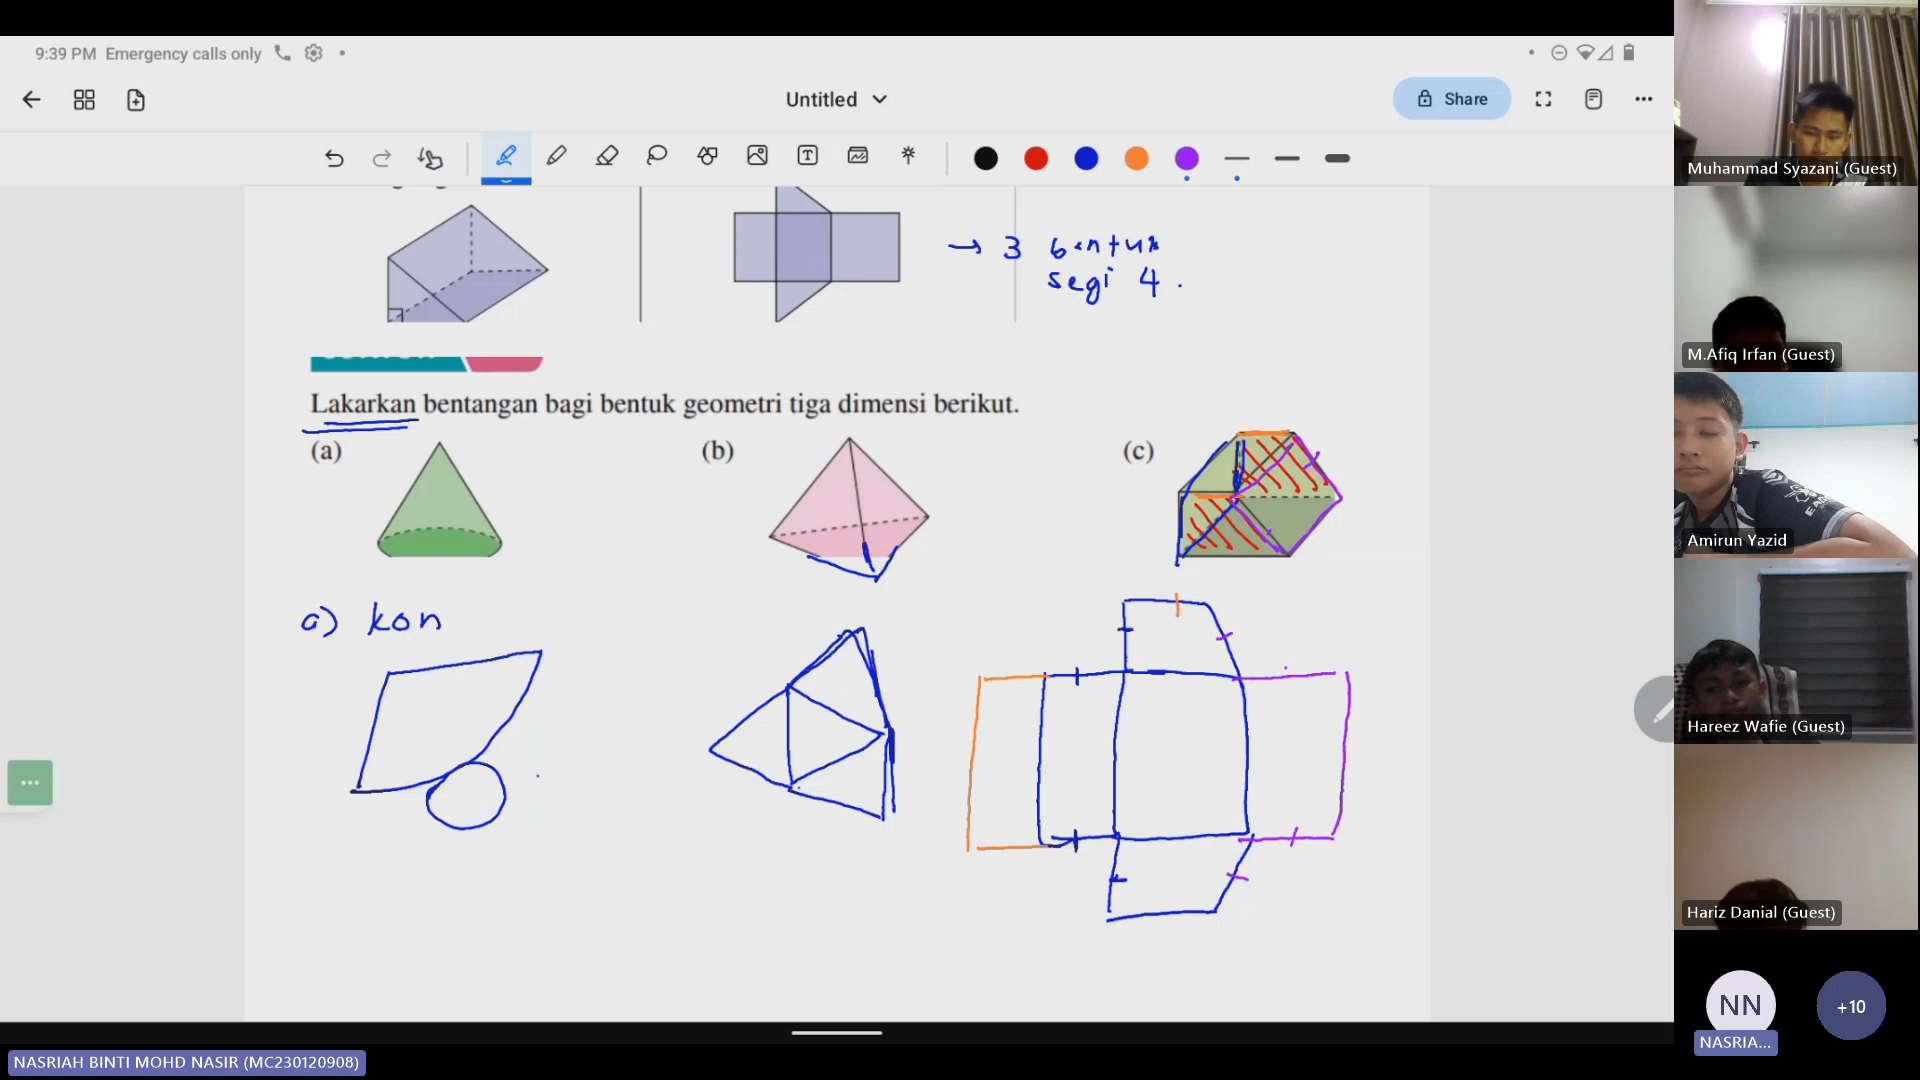 9:39 PM Emergency calls only
Untitled
Share
→ 3 bentuk
segi 4.
Lakarkan bentangan bagi bentuk geometri tiga dimensi berikut.
(a)
(b)
(c)
a) kon
Muhammad Syazani (Guest)
M.Afiq Irfan (Guest)
Amirun Yazid
Hareez Wafie (Guest)
Hariz Danial (Guest)
NN
+10
NASRIA...
NASRIAH BINTI MOHD NASIR (MC230120908)